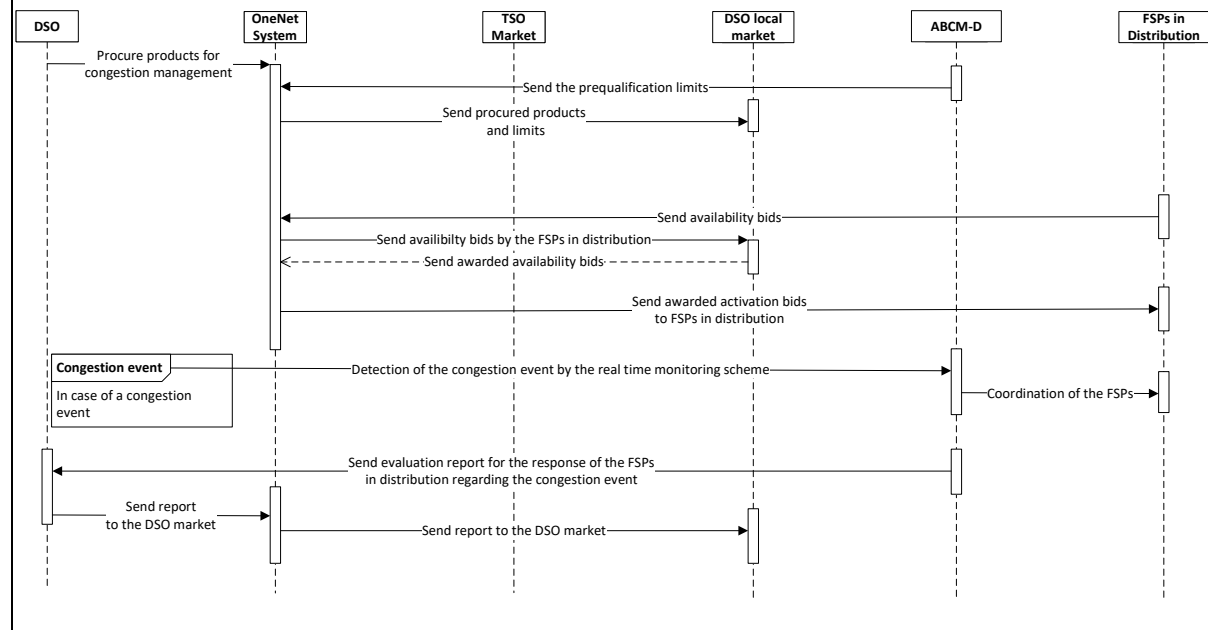 DSO
OneNet
System
TSO
Market
DSO local
market
ABCM-D
FSPs in
Distribution
Procure products for
congestion management
Send the prequalification limits
Send procured products
and limits
Send availability bids
Send availibilty bids by the FSPs in distribution
Send awarded availability bids
Send awarded activation bids
to FSPs in distribution
Congestion event
In case of a congestion
event
Detection of the congestion event by the real time monitoring scheme
Coordination of the FSPs
Send evaluation report for the response of the FSPs
in distribution regarding the congestion event
Send report
to the DSO market
Send report to the DSO market